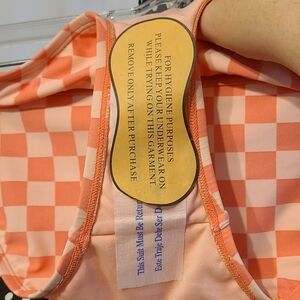 FOR HYGIENE PURPOSES
PLEASE KEEP YOUR UNDERWEAR ON
WHILE TRYING ON THIS GARMENT.
REMOVE ONLY AFTER PURCHASE
This Suit Must Be Return
Este Traje Debe Ser D